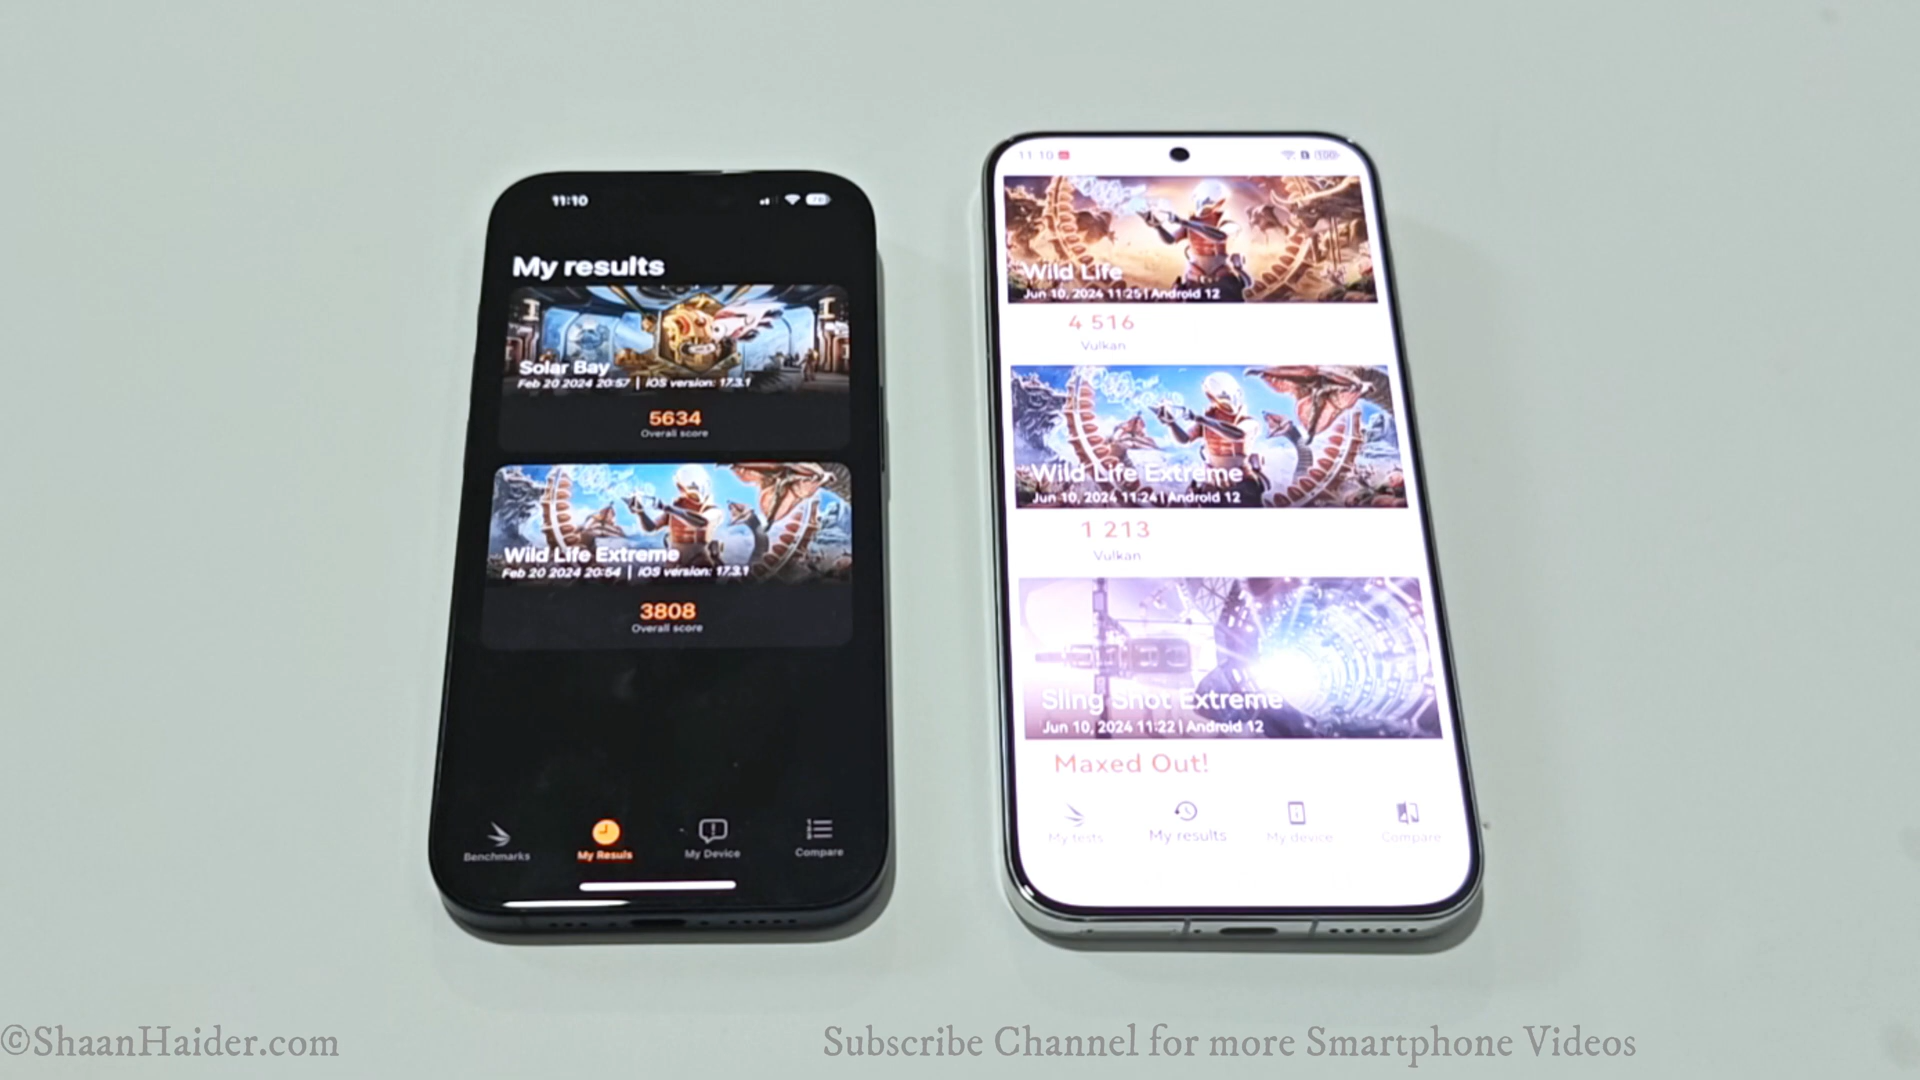 11:10
My results
Solar Bay
Feb 20 2024 20:57 | iOS version: 17.3.1
5634
Overall score
Wild Life Extreme
Feb 20 2024 20:54 | iOS version: 17.3.1
3808
Overall score
Benchmarks
My Resuls
My Device
Compare
11:10
100
Wild Life
Jun 10, 2024 11:25 | Android 12
4 516
Vulkan
Wild Life Extreme
Jun 10, 2024 11:24 | Android 12
1 213
Vulkan
Sling Shot Extreme
Jun 10, 2024 11:22 | Android 12
Maxed Out!
My tests
My results
My device
Compare
©ShaanHaider.com
Subscribe Channel for more Smartphone Videos